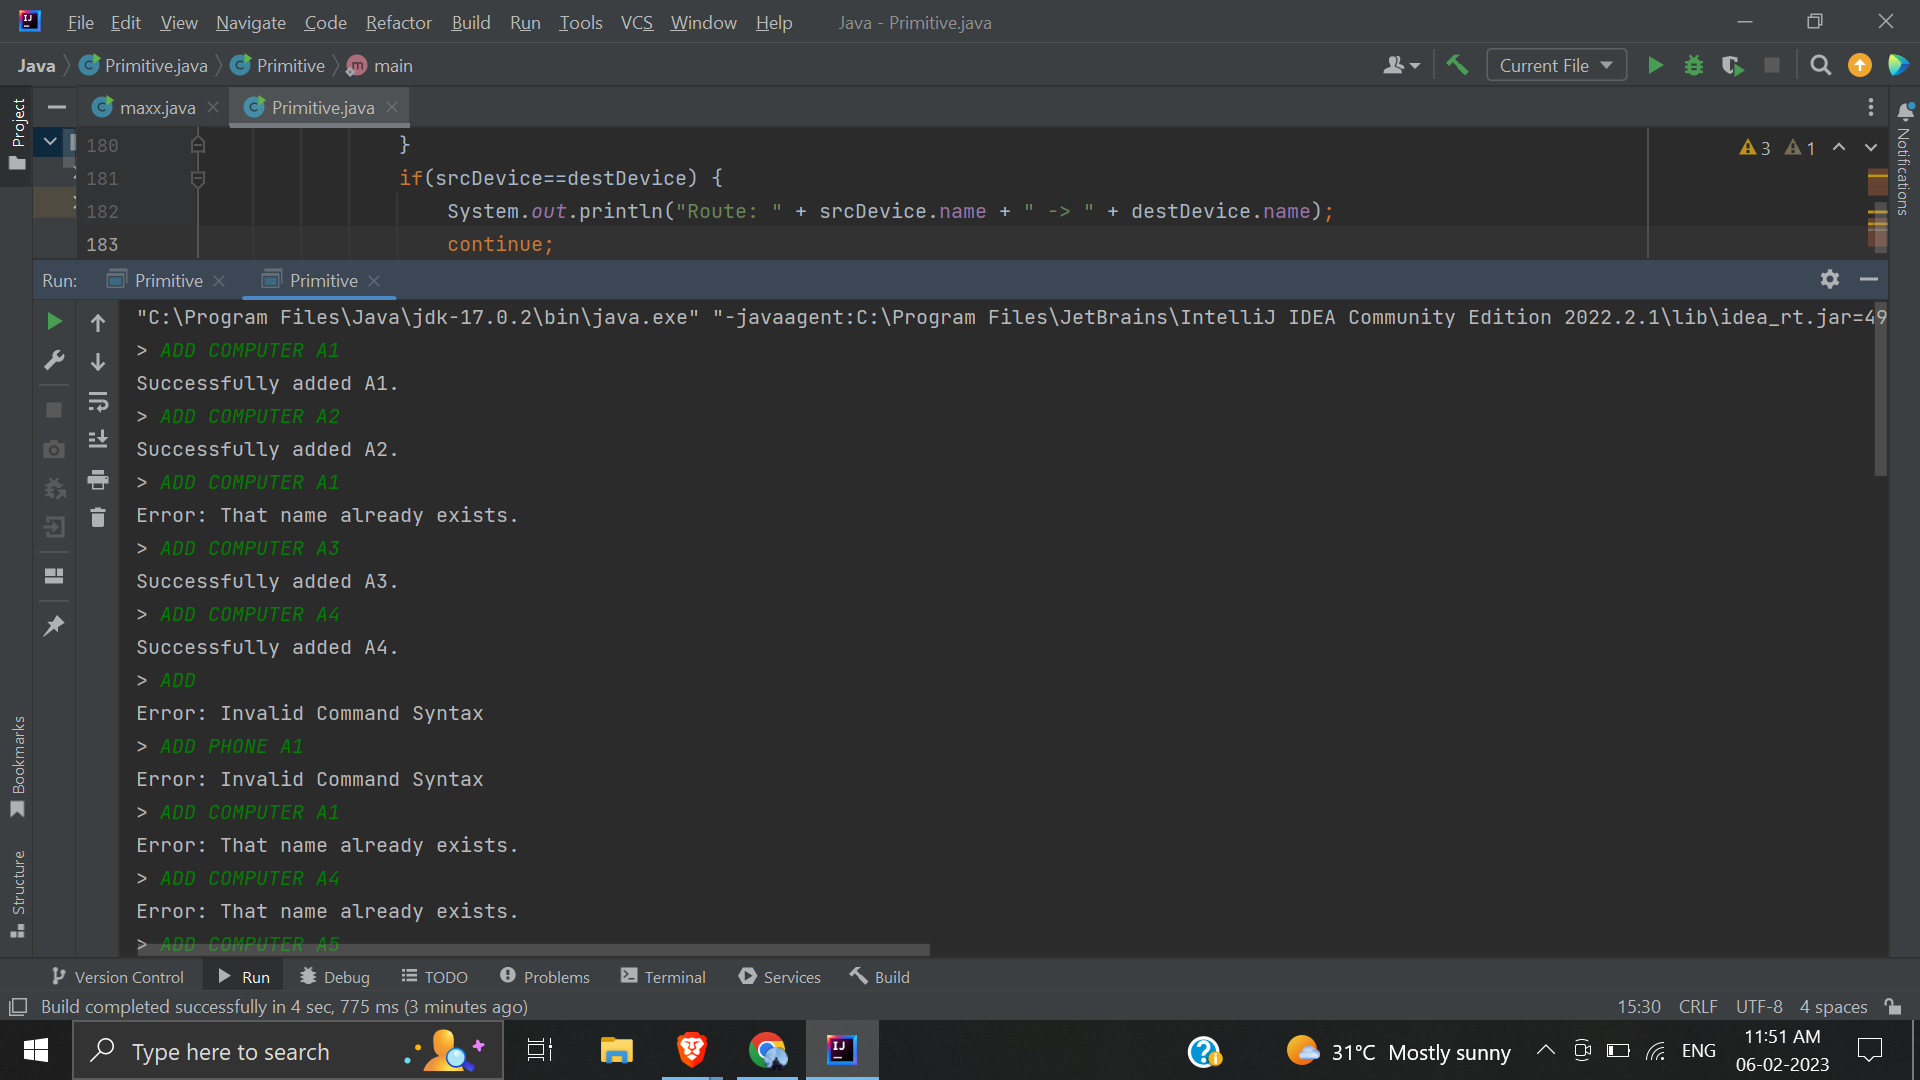 File Edit View Navigate Code Refactor Build Run Tools VCS Window Help Java - Primitive.java
Java Primitive.java Primitive main Current File
Project maxx.java Primitive.java
180 }
3 1
181 if(srcDevice==destDevice) {
182 System.out.println("Route: " + srcDevice.name + " -> " + destDevice.name);
183 continue;
Notifications
Run: Primitive Primitive
"C:\Program Files\Java\jdk-17.0.2\bin\java.exe" "-javaagent:C:\Program Files\JetBrains\IntelliJ IDEA Community Edition 2022.2.1\lib\idea_rt.jar=49
> ADD COMPUTER A1
Successfully added A1.
> ADD COMPUTER A2
Successfully added A2.
> ADD COMPUTER A1
Error: That name already exists.
> ADD COMPUTER A3
Successfully added A3.
> ADD COMPUTER A4
Successfully added A4.
> ADD
Error: Invalid Command Syntax
> ADD PHONE A1
Error: Invalid Command Syntax
> ADD COMPUTER A1
Error: That name already exists.
> ADD COMPUTER A4
Error: That name already exists.
> ADD COMPUTER A5
Bookmarks
Structure
Version Control Run Debug TODO Problems Terminal Services Build
Build completed successfully in 4 sec, 775 ms (3 minutes ago) 15:30 CRLF UTF-8 4 spaces
Type here to search 31°C Mostly sunny ENG 11:51 AM
06-02-2023